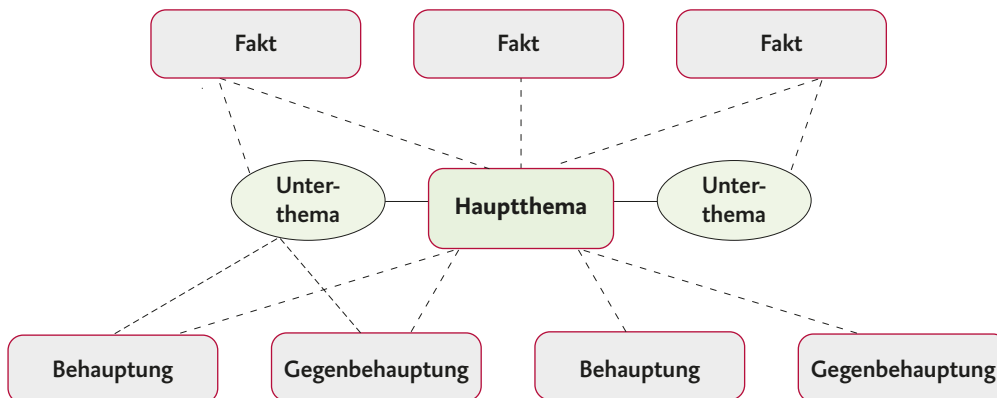 Fakt
Fakt
Fakt
Unter-
thema
Hauptthema
Unter-
thema
Behauptung
Gegenbehauptung
Behauptung
Gegenbehauptung